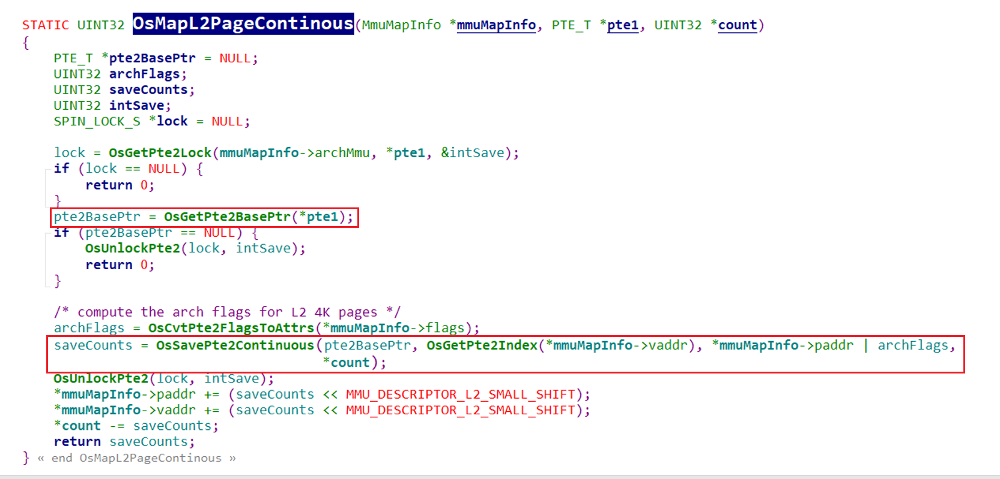 STATIC UINT32 OsMapL2PageContinous(MmuMapInfo *mmuMapInfo, PTE_T *pte1, UINT32 *count)
{
    PTE_T *pte2BasePtr = NULL;
    UINT32 archFlags;
    UINT32 saveCounts;
    UINT32 intSave;
    SPIN_LOCK_S *lock = NULL;

    lock = OsGetPte2Lock(mmuMapInfo->archMmu, *pte1, &intSave);
    if (lock == NULL) {
        return 0;
    }
    pte2BasePtr = OsGetPte2BasePtr(*pte1);
    if (pte2BasePtr == NULL) {
        OsUnlockPte2(lock, intSave);
        return 0;
    }

    /* compute the arch flags for L2 4K pages */
    archFlags = OsCvtPte2FlagsToAttrs(*mmuMapInfo->flags);
    saveCounts = OsSavePte2Continuous(pte2BasePtr, OsGetPte2Index(*mmuMapInfo->vaddr), *mmuMapInfo->paddr | archFlags,
                                      *count);
    OsUnlockPte2(lock, intSave);
    *mmuMapInfo->paddr += (saveCounts << MMU_DESCRIPTOR_L2_SMALL_SHIFT);
    *mmuMapInfo->vaddr += (saveCounts << MMU_DESCRIPTOR_L2_SMALL_SHIFT);
    *count -= saveCounts;
    return saveCounts;
} « end OsMapL2PageContinous »